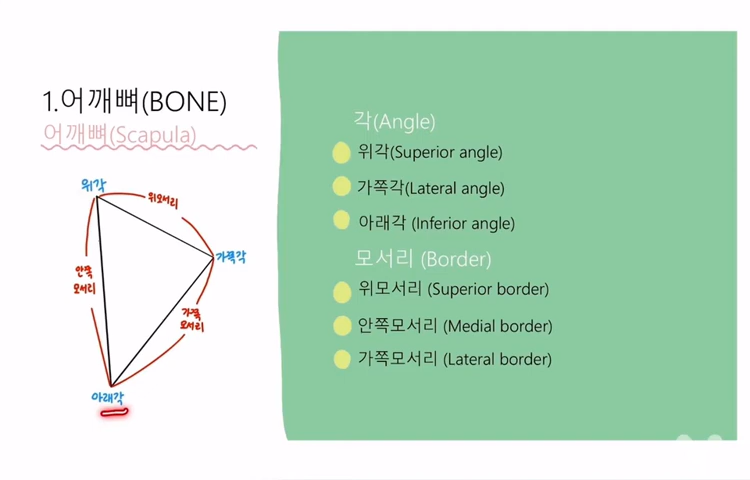 1.어깨뼈(BONE)
어깨뼈(Scapula)
위각
위모서리
가쪽각
안쪽
모서리
가쪽
모서리
아래각
각(Angle)
위각(Superior angle)
가쪽각(Lateral angle)
아래각 (Inferior angle)
모서리 (Border)
위모서리 (Superior border)
안쪽모서리 (Medial border)
가쪽모서리 (Lateral border)